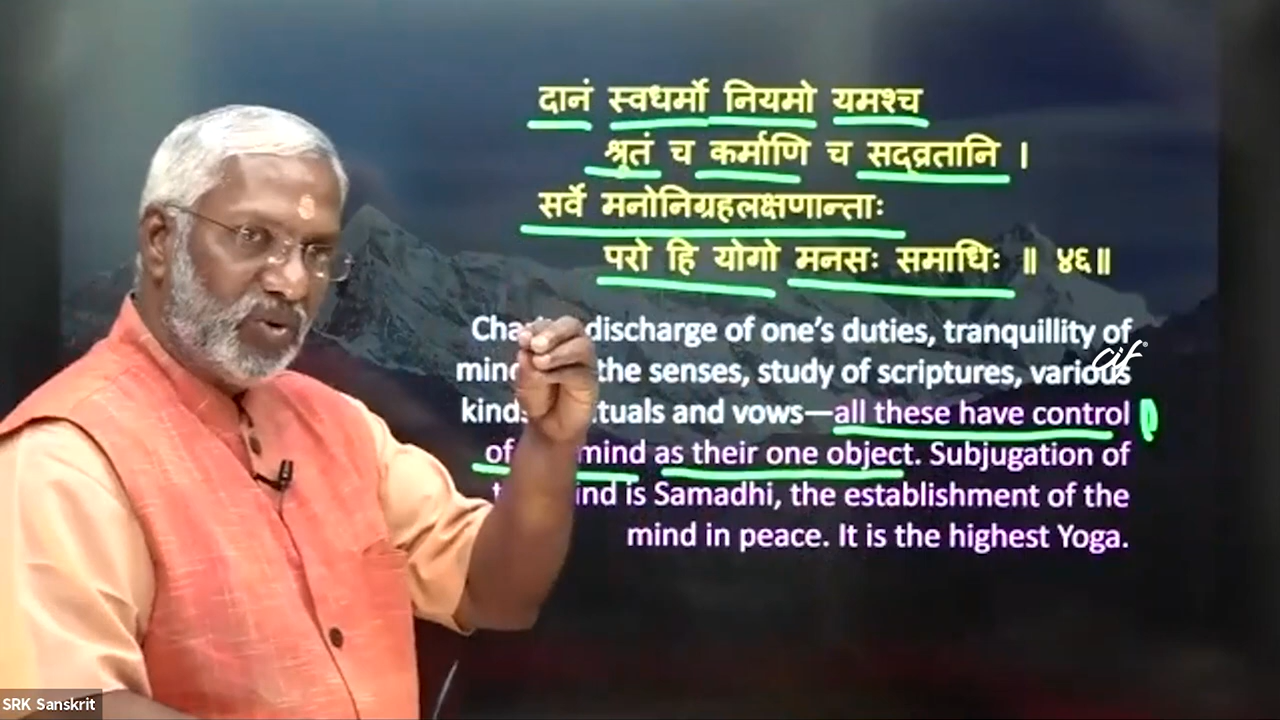 दानं स्वधर्मो नियमो यमश्च
श्रुतं च कर्माणि च सद्व्रतानि ।
सर्वे मनोनिग्रहलक्षणान्ताः
परो हि योगो मनसः समाधिः ॥ ४६॥
discharge of one’s duties, tranquillity of
the senses, study of scriptures, various
and vows—all these have control
of mind as their one object. Subjugation of
is Samadhi, the establishment of the
mind in peace. It is the highest Yoga.
cif
SRK Sanskrit